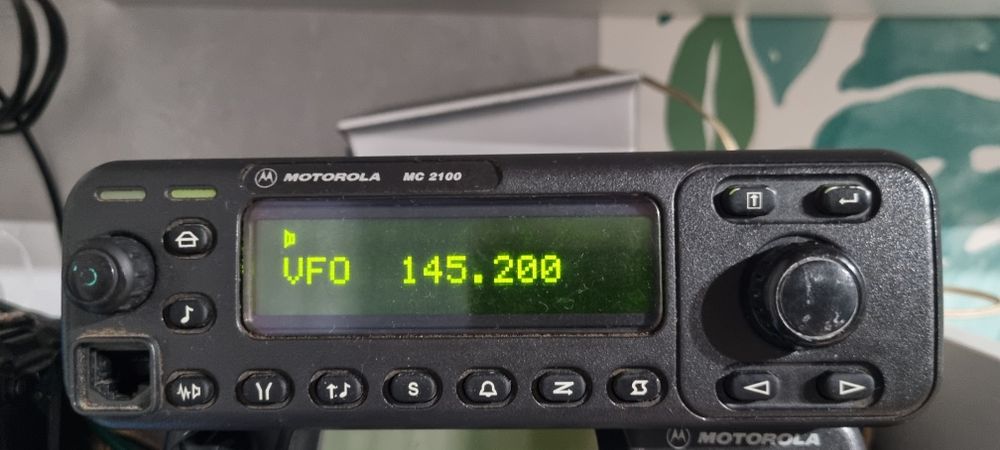 MOTOROLA MC 2100
VFO 145.200
S
MOTOROLA